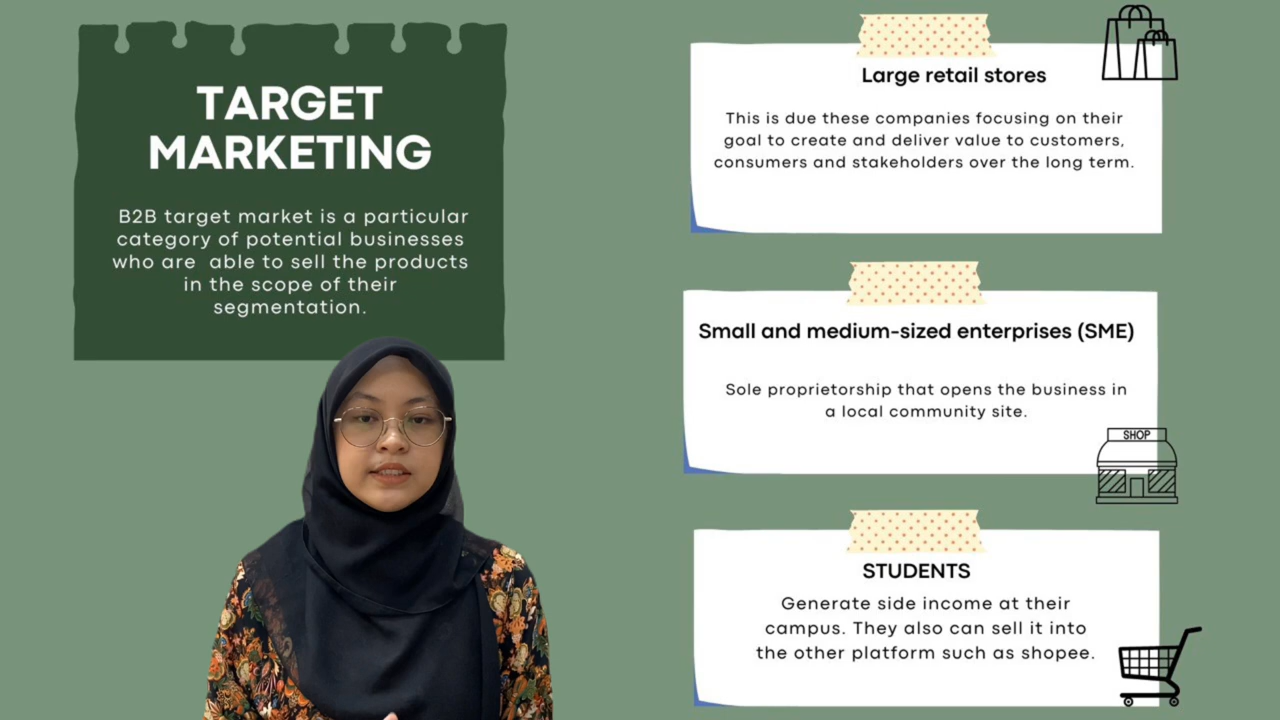 TARGET
MARKETING
B2B target market is a particular
category of potential businesses
who are able to sell the products
in the scope of their
segmentation.
Large retail stores
This is due these companies focusing on their
goal to create and deliver value to customers,
consumers and stakeholders over the long term.
Small and medium-sized enterprises (SME)
Sole proprietorship that opens the business in
a local community site.
SHOP
STUDENTS
Generate side income at their
campus. They also can sell it into
the other platform such as shopee.